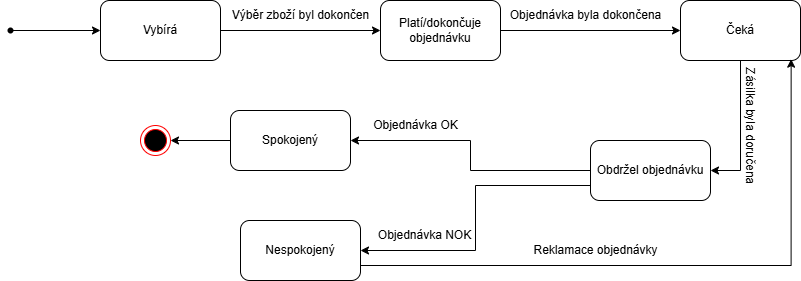 Vybírá
Výběr zboží byl dokončen
Platí/dokončuje
objednávku
Objednávka byla dokončena
Čeká
Zásilka byla doručena
Spokojený
Objednávka OK
Obdržel objednávku
Nespokojený
Objednávka NOK
Reklamace objednávky